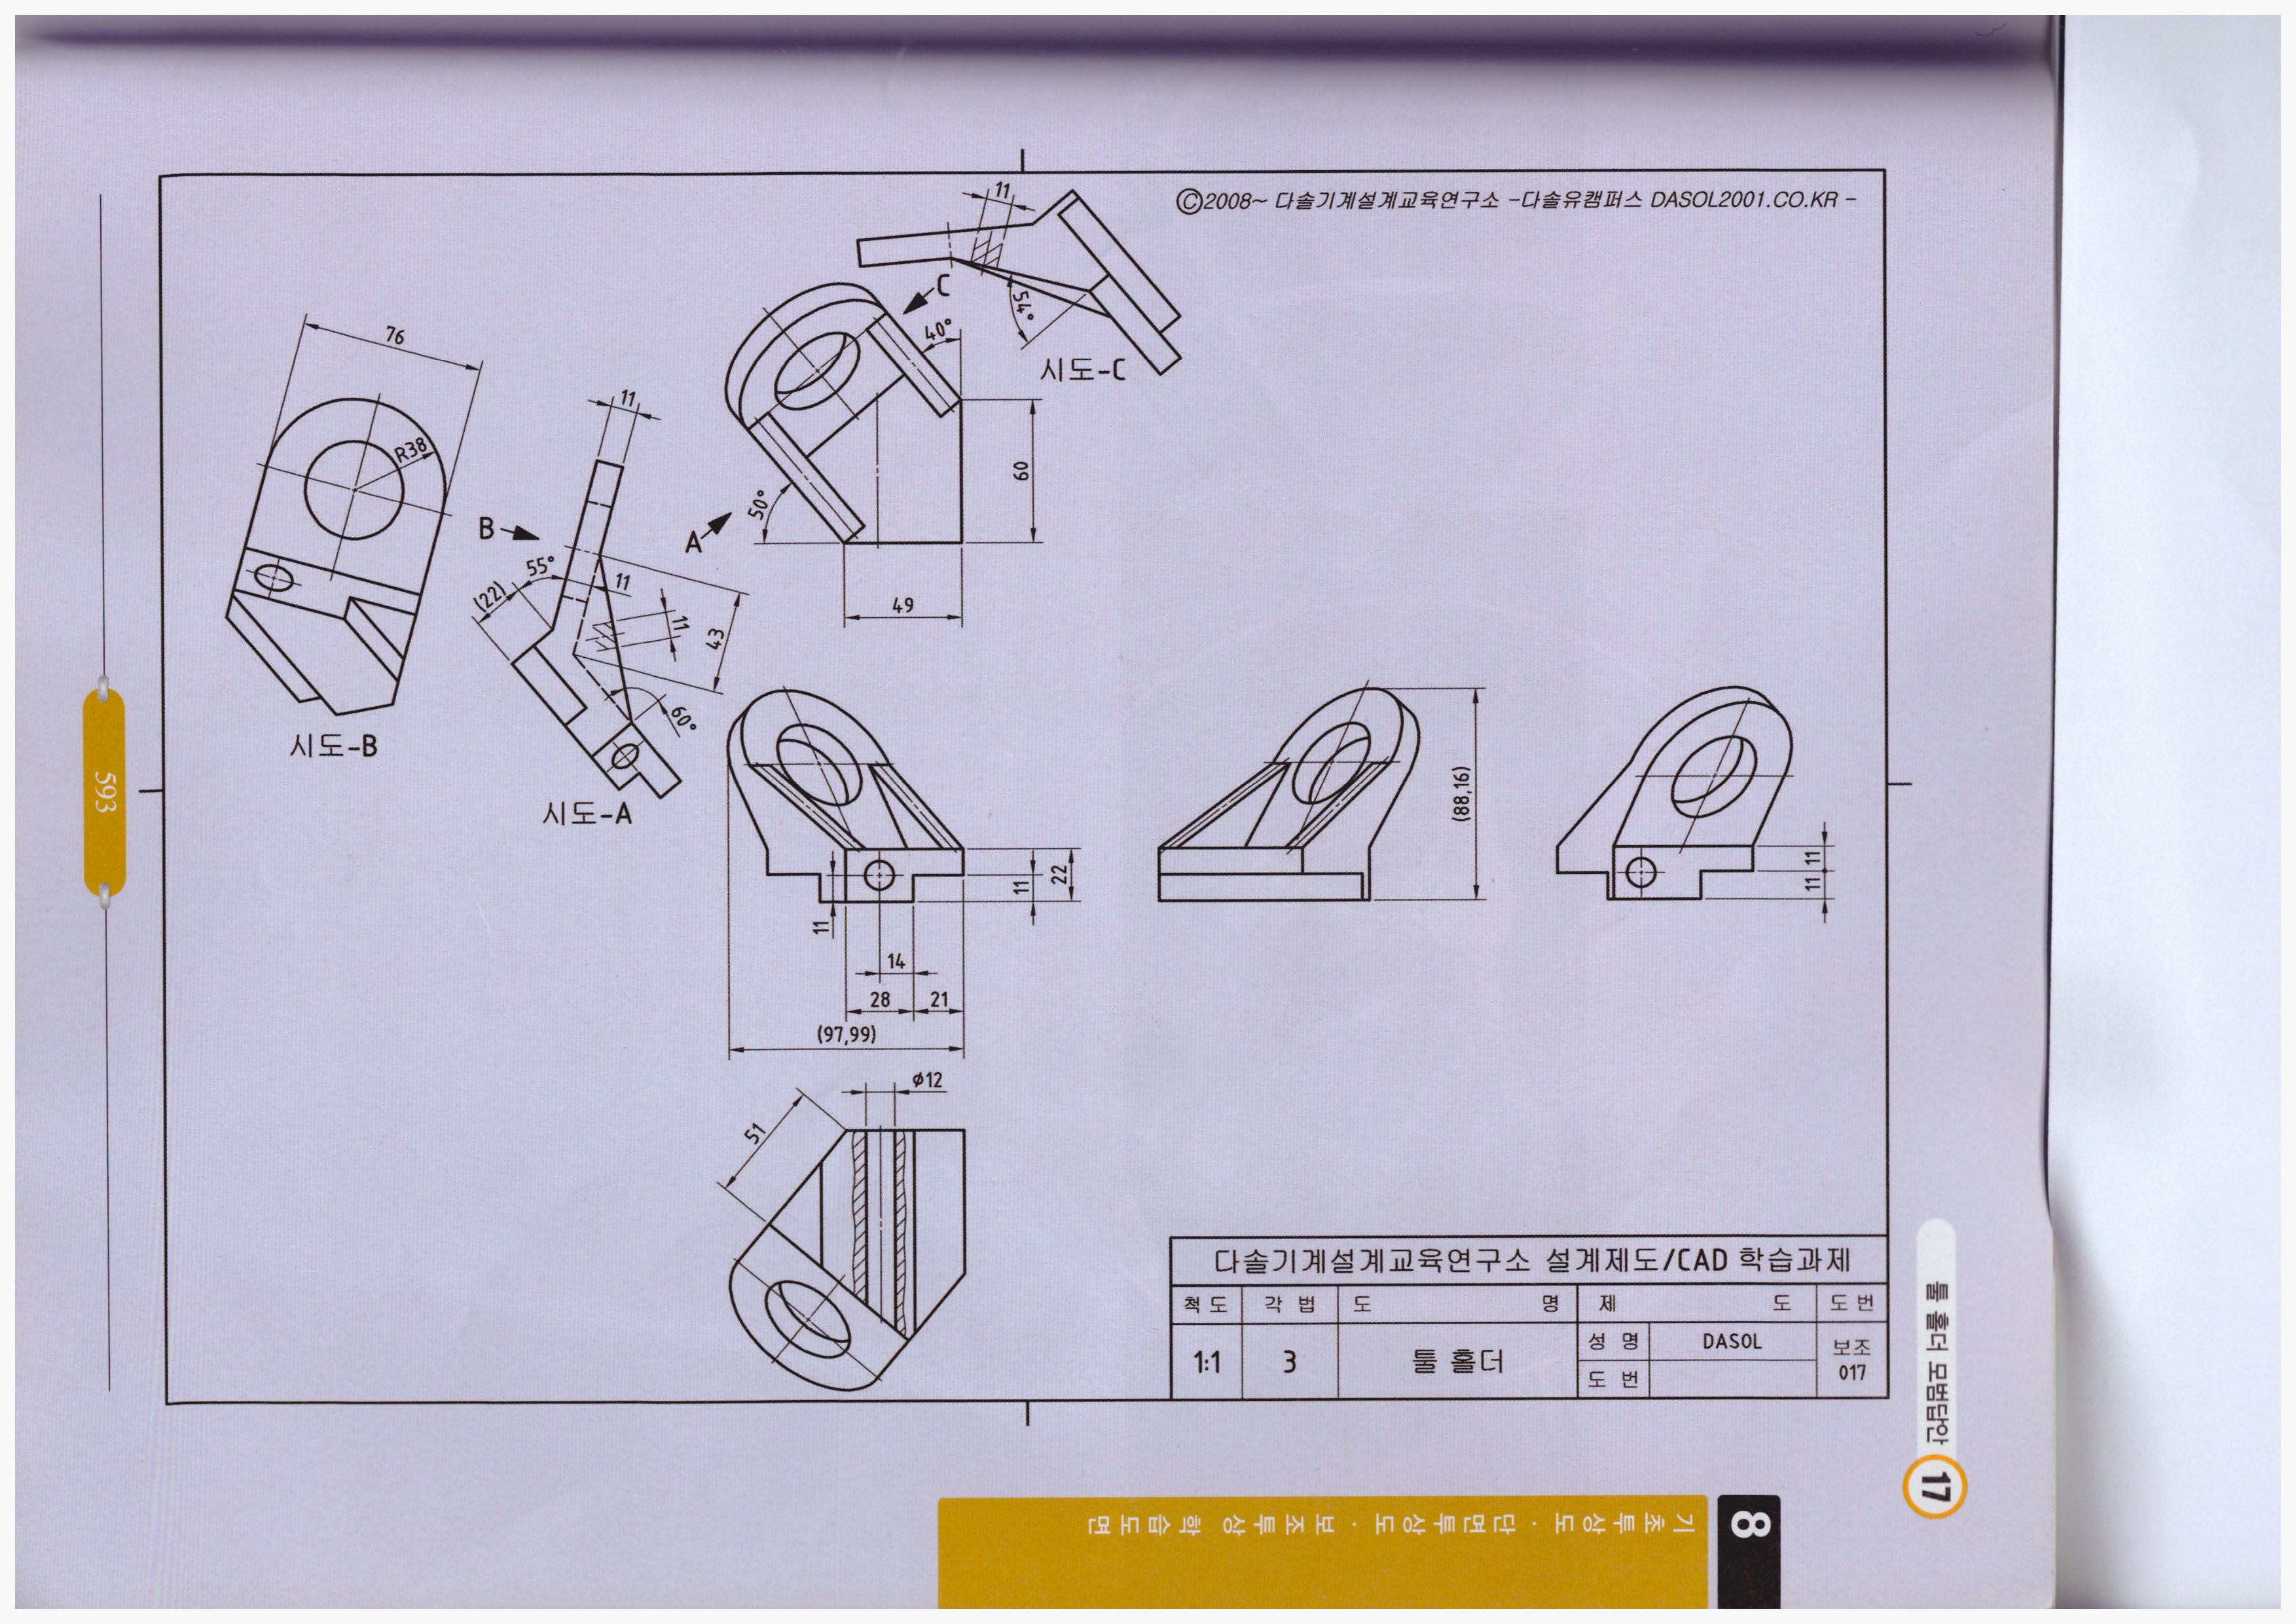 ©2008~ 다솔기계설계교육연구소 -다솔유캠퍼스 DASOL2001.CO.KR -
11
C
40°
54°
시도-C
76
R38
시도-B
11
B
55°
(22)
11
11
43
60°
시도-A
A
50°
60
49
22
11
11
14
28
21
(97,99)
(88,16)
11
11
ϕ12
51
다솔기계설계교육연구소 설계제도/CAD 학습과제
척도 각법 도명 제도 도번
1:1 3 툴 홀더 성명 DASOL 보조 017
도번
593
툴 홀더 모범답안 17
8
기초투상도 · 단면투상도 · 보조투상 학습도면